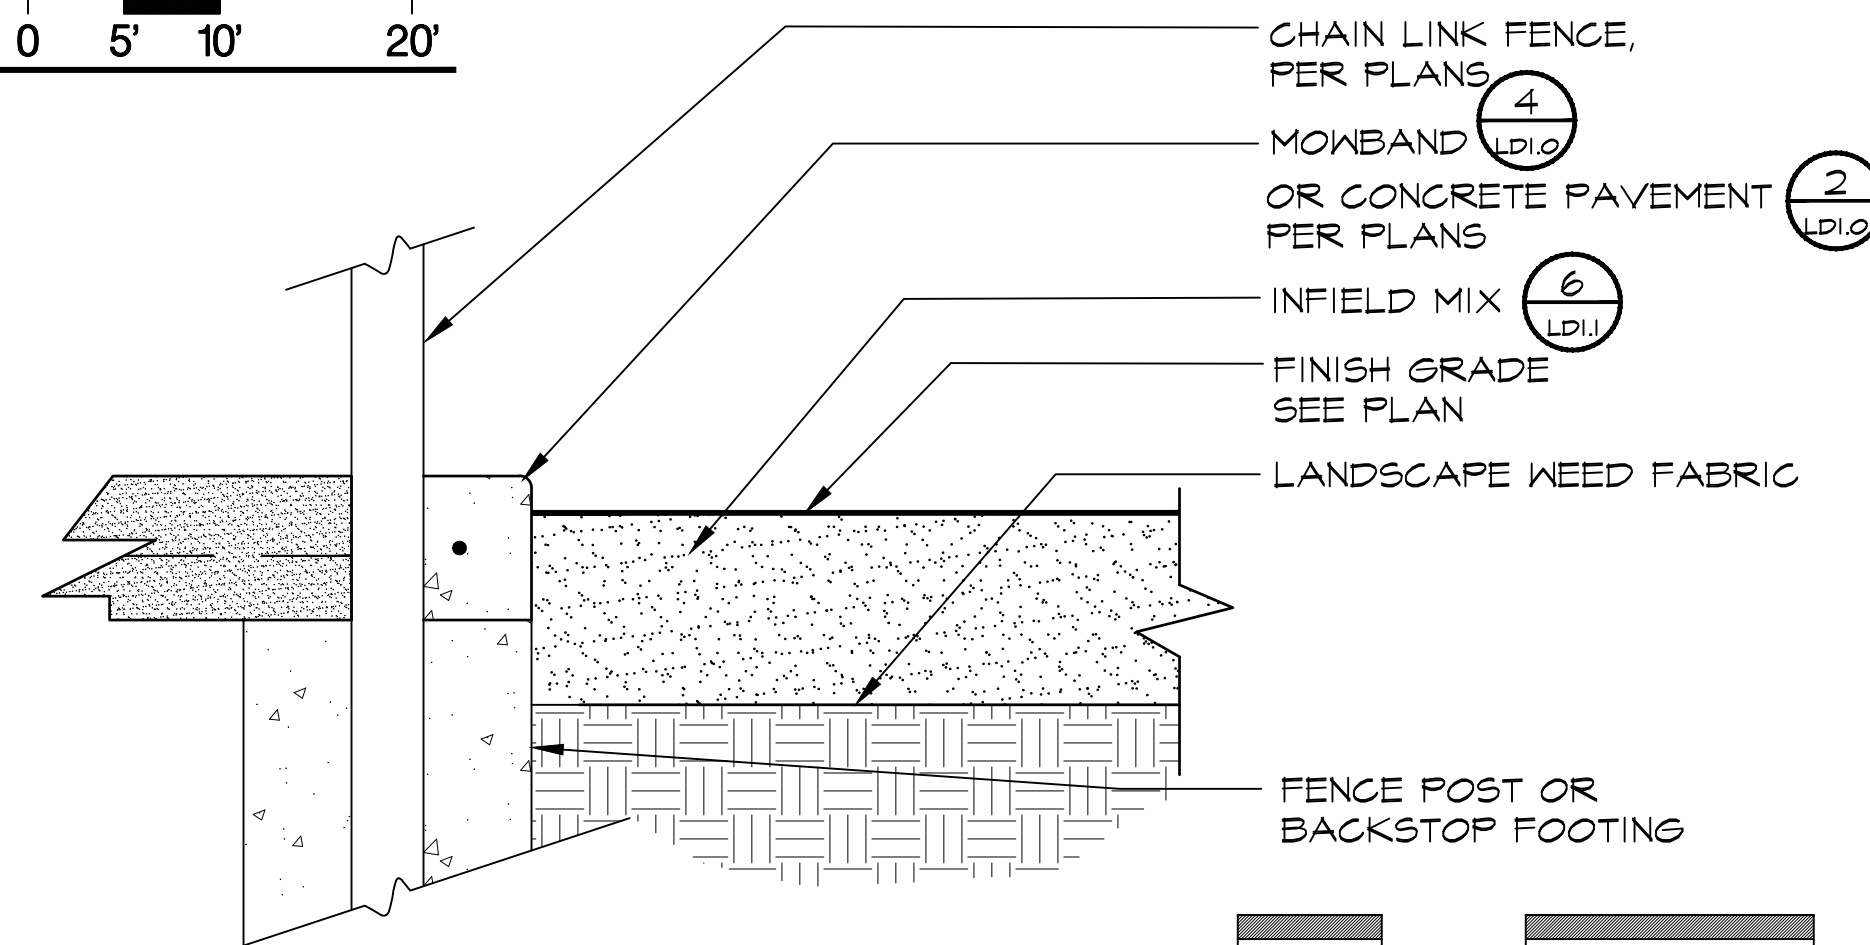 0 5' 10' 20'
CHAIN LINK FENCE,
PER PLANS
4
MOWBAND LD1.0
2
OR CONCRETE PAVEMENT
LD1.0
PER PLANS
6
INFIELD MIX
LD1.1
FINISH GRADE
SEE PLAN
LANDSCAPE WEED FABRIC
FENCE POST OR
BACKSTOP FOOTING